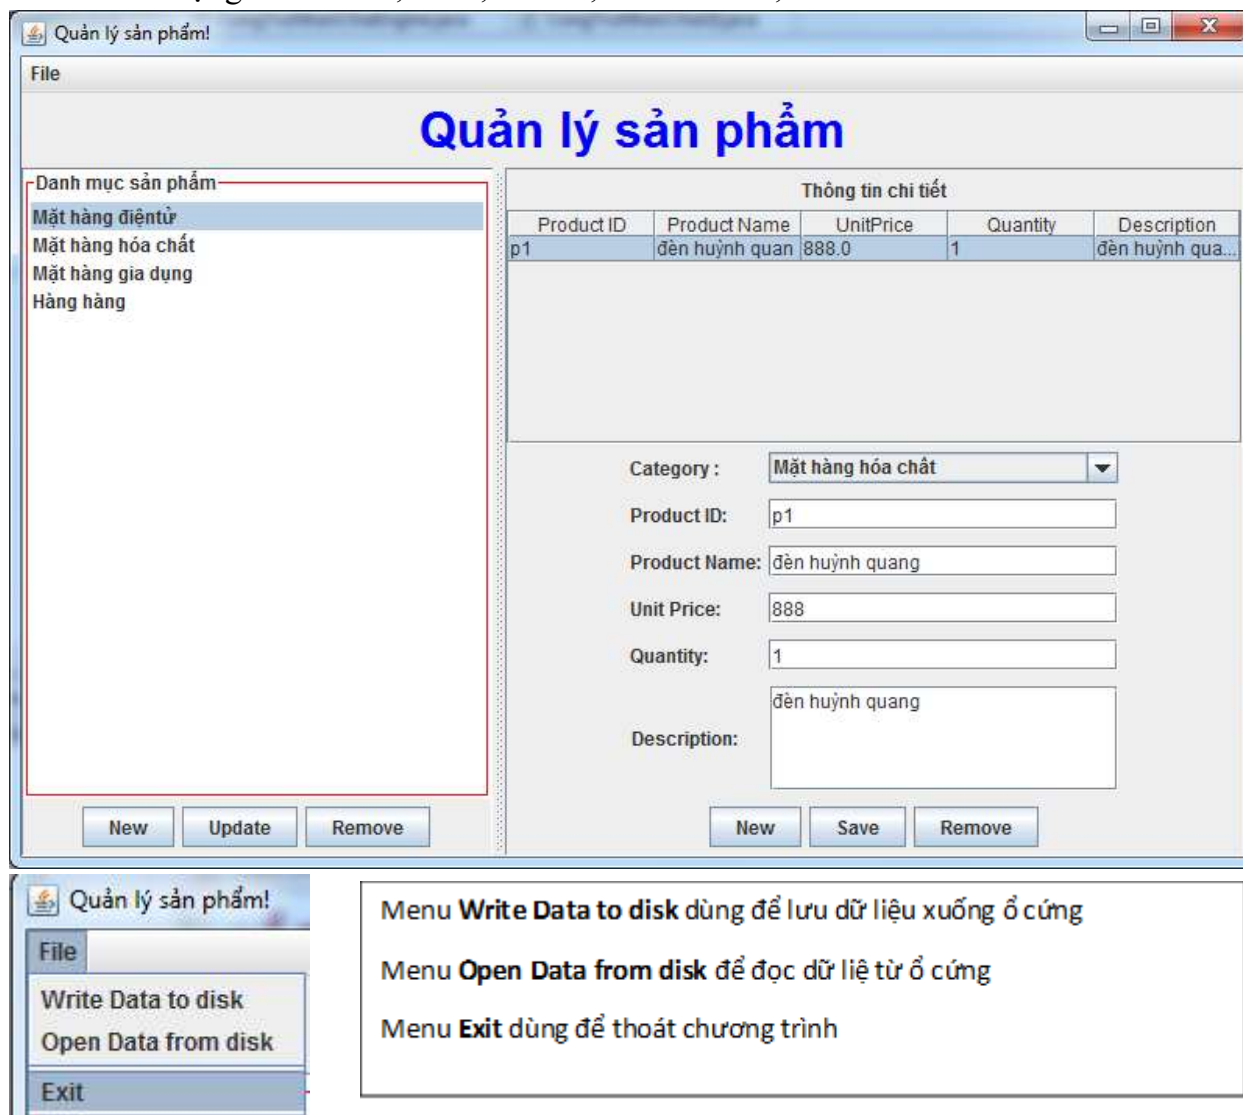 Quản lý sản phẩm!
File
Quản lý sản phẩm
Danh mục sản phẩm
Mặt hàng điệntử
Mặt hàng hóa chất
Mặt hàng gia dụng
Hàng hàng
New Update Remove
Thông tin chi tiết
Product ID Product Name UnitPrice Quantity Description
p1 đèn huỳnh quan 888.0 1 đèn huỳnh qua...
Category : Mặt hàng hóa chất
Product ID: p1
Product Name: đèn huỳnh quang
Unit Price: 888
Quantity: 1
Description: đèn huỳnh quang
New Save Remove
Quản lý sản phẩm!
File
Write Data to disk
Open Data from disk
Exit
Menu Write Data to disk dùng để lưu dữ liệu xuống ổ cứng
Menu Open Data from disk để đọc dữ liệ từ ổ cứng
Menu Exit dùng để thoát chương trình